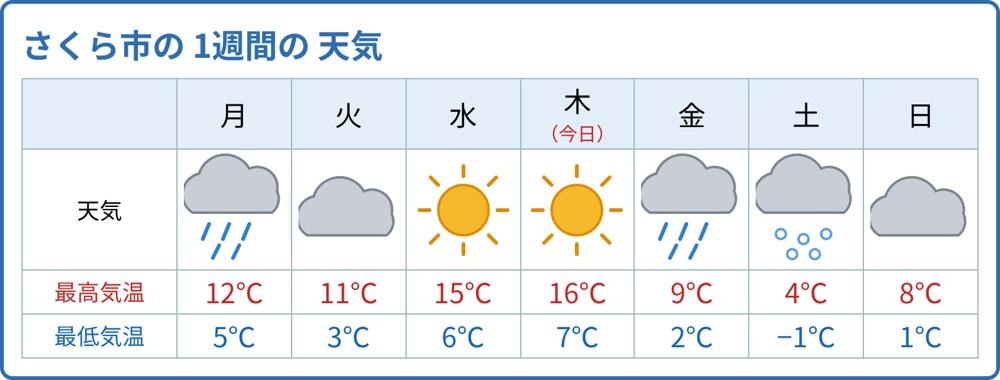 さくら市の 1週間の 天気
月 火 水 木 金 土 日
（今日）
天気
最高気温 12℃ 11℃ 15℃ 16℃ 9℃ 4℃ 8℃
最低気温 5℃ 3℃ 6℃ 7℃ 2℃ −1℃ 1℃